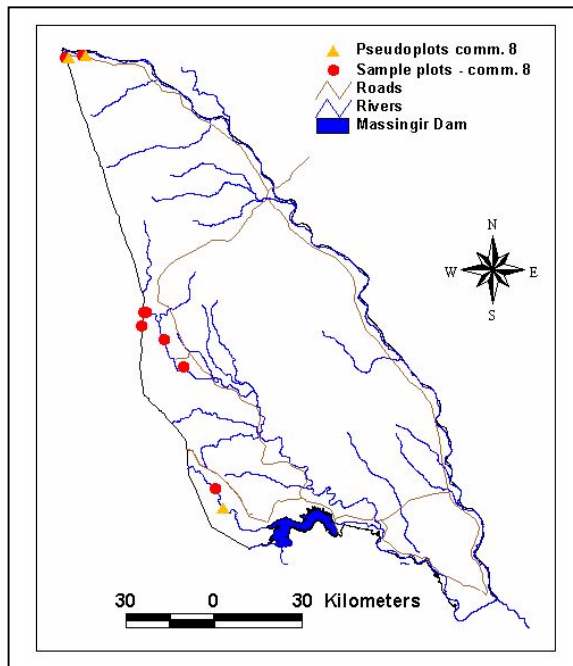 Pseudoplots comm. 8
Sample plots - comm. 8
Roads
Rivers
Massingir Dam
N
W E
S
30 0 30 Kilometers